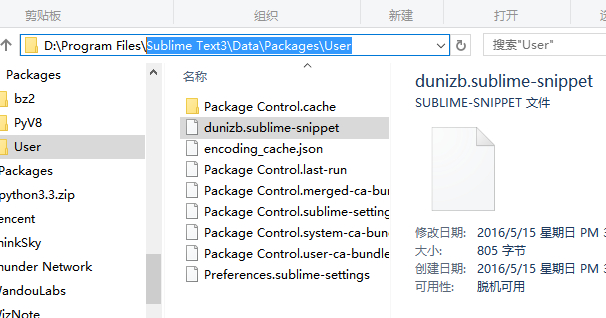 剪贴板
组织
新建
打开
D:\Program Files\Sublime Text3\Data\Packages\User
搜索"User"
Packages
bz2
PyV8
User
Packages
python3.3.zip
encent
hinkSky
hunder Network
WandouLabs
WizNote
名称
Package Control.cache
dunizb.sublime-snippet
encoding_cache.json
Package Control.last-run
Package Control.merged-ca-bun
Package Control.sublime-setting
Package Control.system-ca-bundl
Package Control.user-ca-bundle
Preferences.sublime-settings
dunizb.sublime-snippet
SUBLIME-SNIPPET 文件
修改日期: 2016/5/15 星期日 PM 3
大小: 805 字节
创建日期: 2016/5/15 星期日 PM 3
可用性: 脱机可用